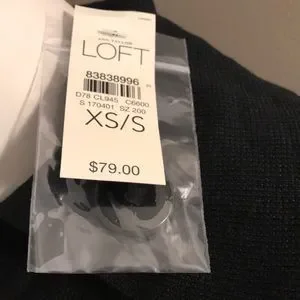 ANN TAYLOR
LOFT
83838996
D78 CL945 C6600
S 170401 SZ 200
XS/S
$79.00